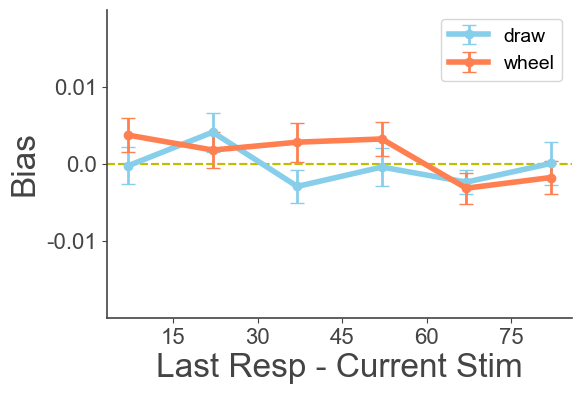 draw
wheel
0.01
0.0
-0.01
Bias
15 30 45 60 75
Last Resp - Current Stim